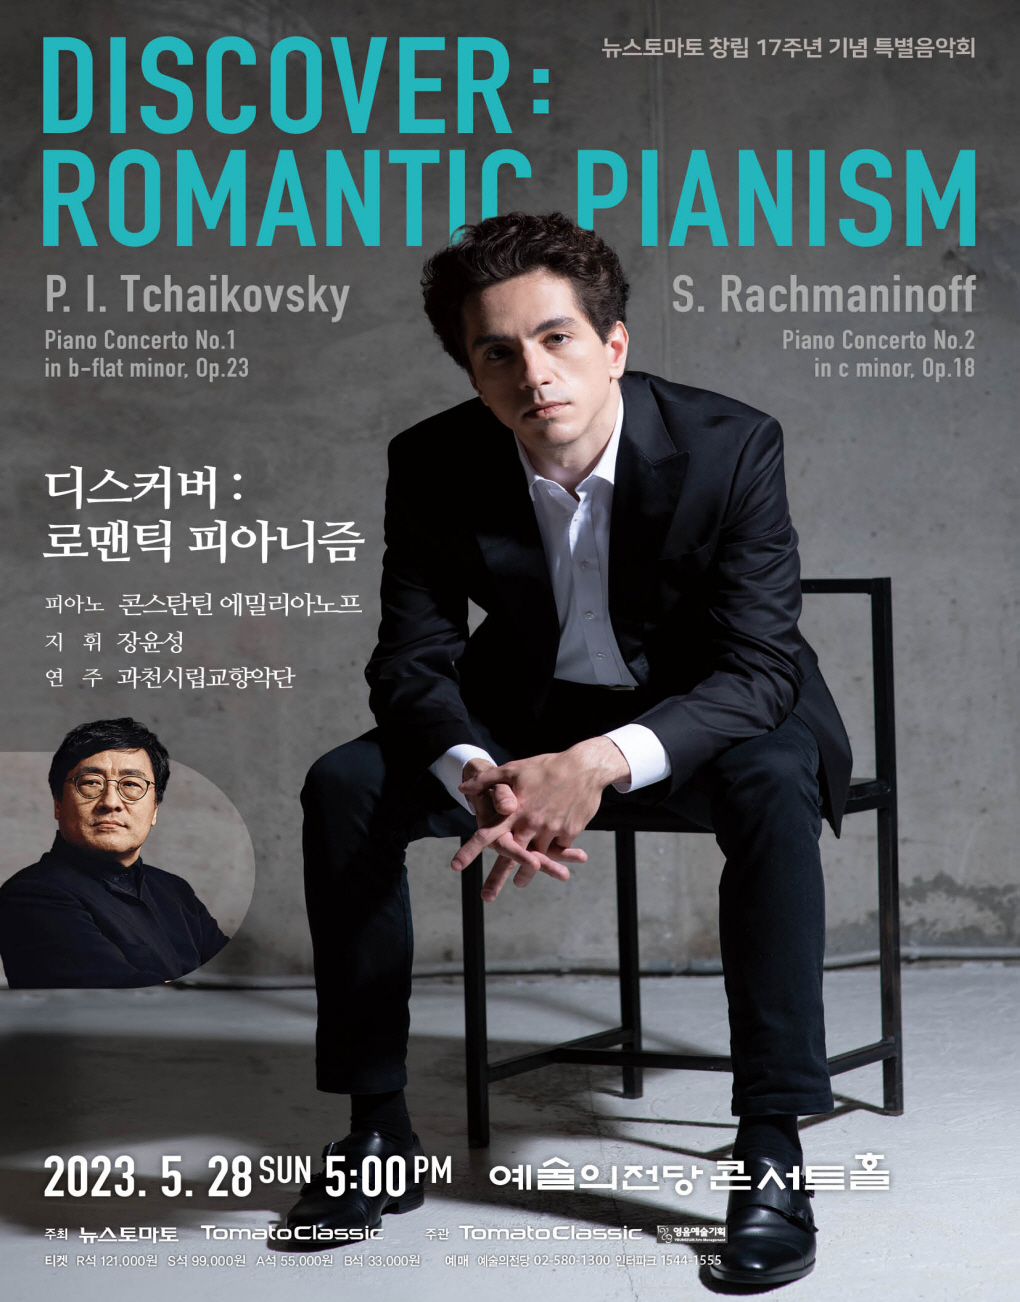 뉴스토마토 창립 17주년 기념 특별음악회
DISCOVER:
ROMANTIC PIANISM
P. I. Tchaikovsky
Piano Concerto No.1
in b-flat minor, Op.23
S. Rachmaninoff
Piano Concerto No.2
in c minor, Op.18
디스커버 :
로맨틱 피아니즘
피아노 콘스탄틴 에밀리아노프
지 휘 장윤성
연 주 과천시립교향악단
2023. 5. 28 SUN 5:00 PM 예술의전당콘서트홀
주최 뉴스토마토 TomatoClassic 주관 TomatoClassic 영음예술기획
티켓 R석 121,000원 S석 99,000원 A석 55,000원 B석 33,000원 예매 예술의전당 02-580-1300 인터파크 1544-1555